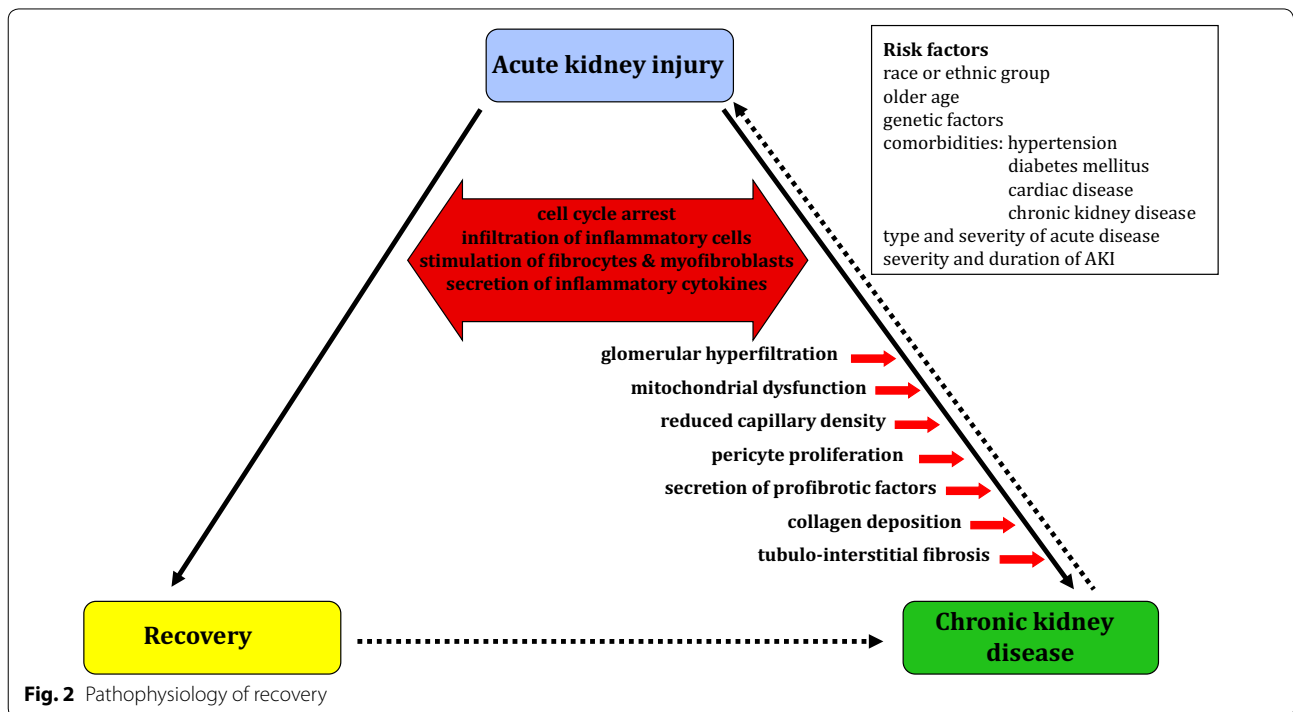 Acute kidney injury
Risk factors
race or ethnic group
older age
genetic factors
comorbidities: hypertension
diabetes mellitus
cardiac disease
chronic kidney disease
type and severity of acute disease
severity and duration of AKI
cell cycle arrest
infiltration of inflammatory cells
stimulation of fibrocytes & myofibroblasts
secretion of inflammatory cytokines
glomerular hyperfiltration
mitochondrial dysfunction
reduced capillary density
pericyte proliferation
secretion of profibrotic factors
collagen deposition
tubulo-interstitial fibrosis
Recovery
Chronic kidney
disease
Fig. 2 Pathophysiology of recovery